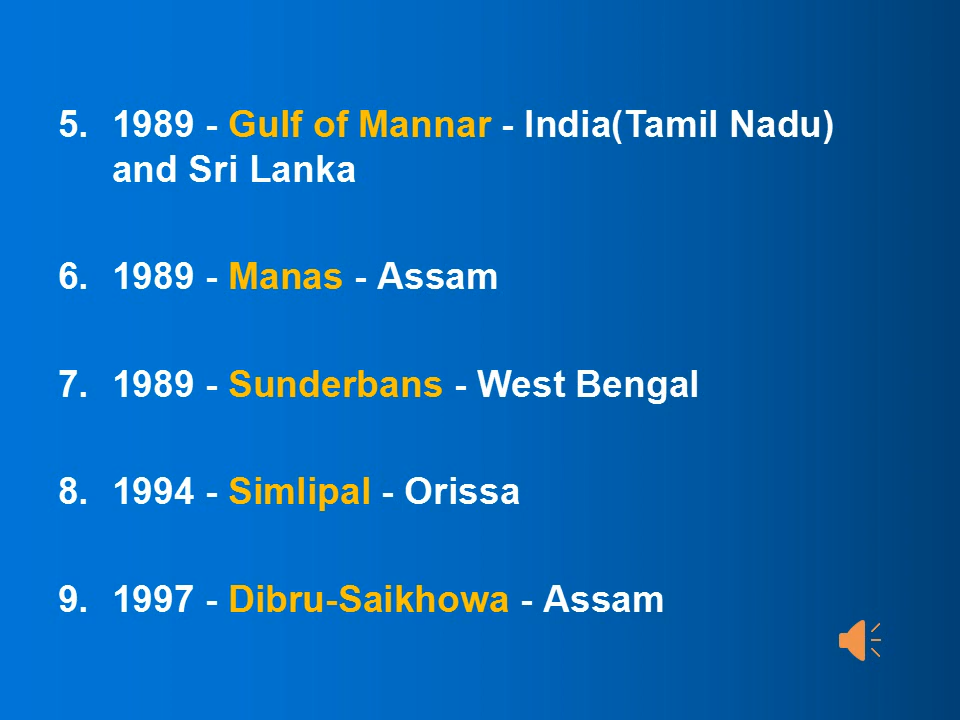 5. 1989 - Gulf of Mannar - India(Tamil Nadu)
and Sri Lanka
6. 1989 - Manas - Assam
7. 1989 - Sunderbans - West Bengal
8. 1994 - Simlipal - Orissa
9. 1997 - Dibru-Saikhowa - Assam